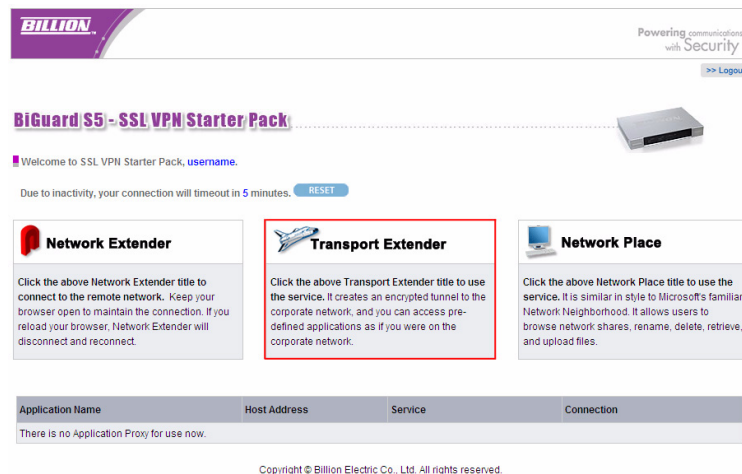 BILLION
Powering communications
with Security
>> Logou
BiGuard S5 - SSL VPN Starter Pack
Welcome to SSL VPN Starter Pack, username.
Due to inactivity, your connection will timeout in 5 minutes. RESET
Network Extender
Click the above Network Extender title to
connect to the remote network. Keep your
browser open to maintain the connection. If you
reload your browser, Network Extender will
disconnect and reconnect.
Transport Extender
Click the above Transport Extender title to use
the service. It creates an encrypted tunnel to the
corporate network, and you can access pre-
defined applications as if you were on the
corporate network.
Network Place
Click the above Network Place title to use the
service. It is similar in style to Microsoft's familiar
Network Neighborhood. It allows users to
browse network shares, rename, delete, retrieve,
and upload files.
Application Name Host Address Service Connection
There is no Application Proxy for use now.
Copyright © Billion Electric Co., Ltd. All rights reserved.